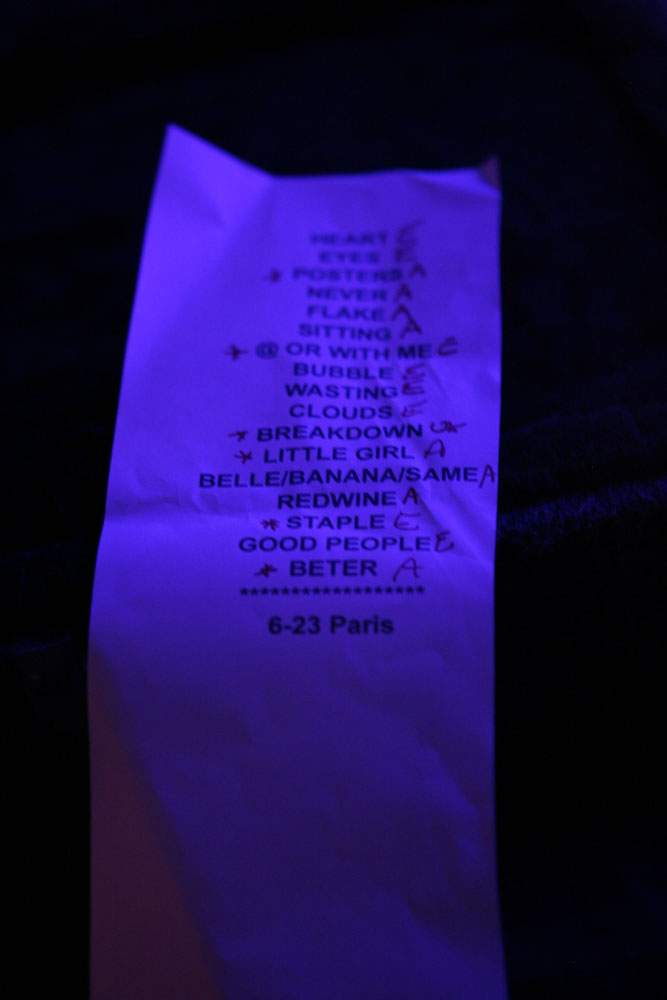 HEART E
EYES E
* POSTERS A
NEVER A
FLAKE A
SITTING A
* @ OR WITH ME E
BUBBLE E
WASTING E
CLOUDS E
* BREAKDOWN UK
* LITTLE GIRL A
BELLE/BANANA/SAME A
REDWINE A
* STAPLE E
GOOD PEOPLE E
* BETER A
******************
6-23 Paris